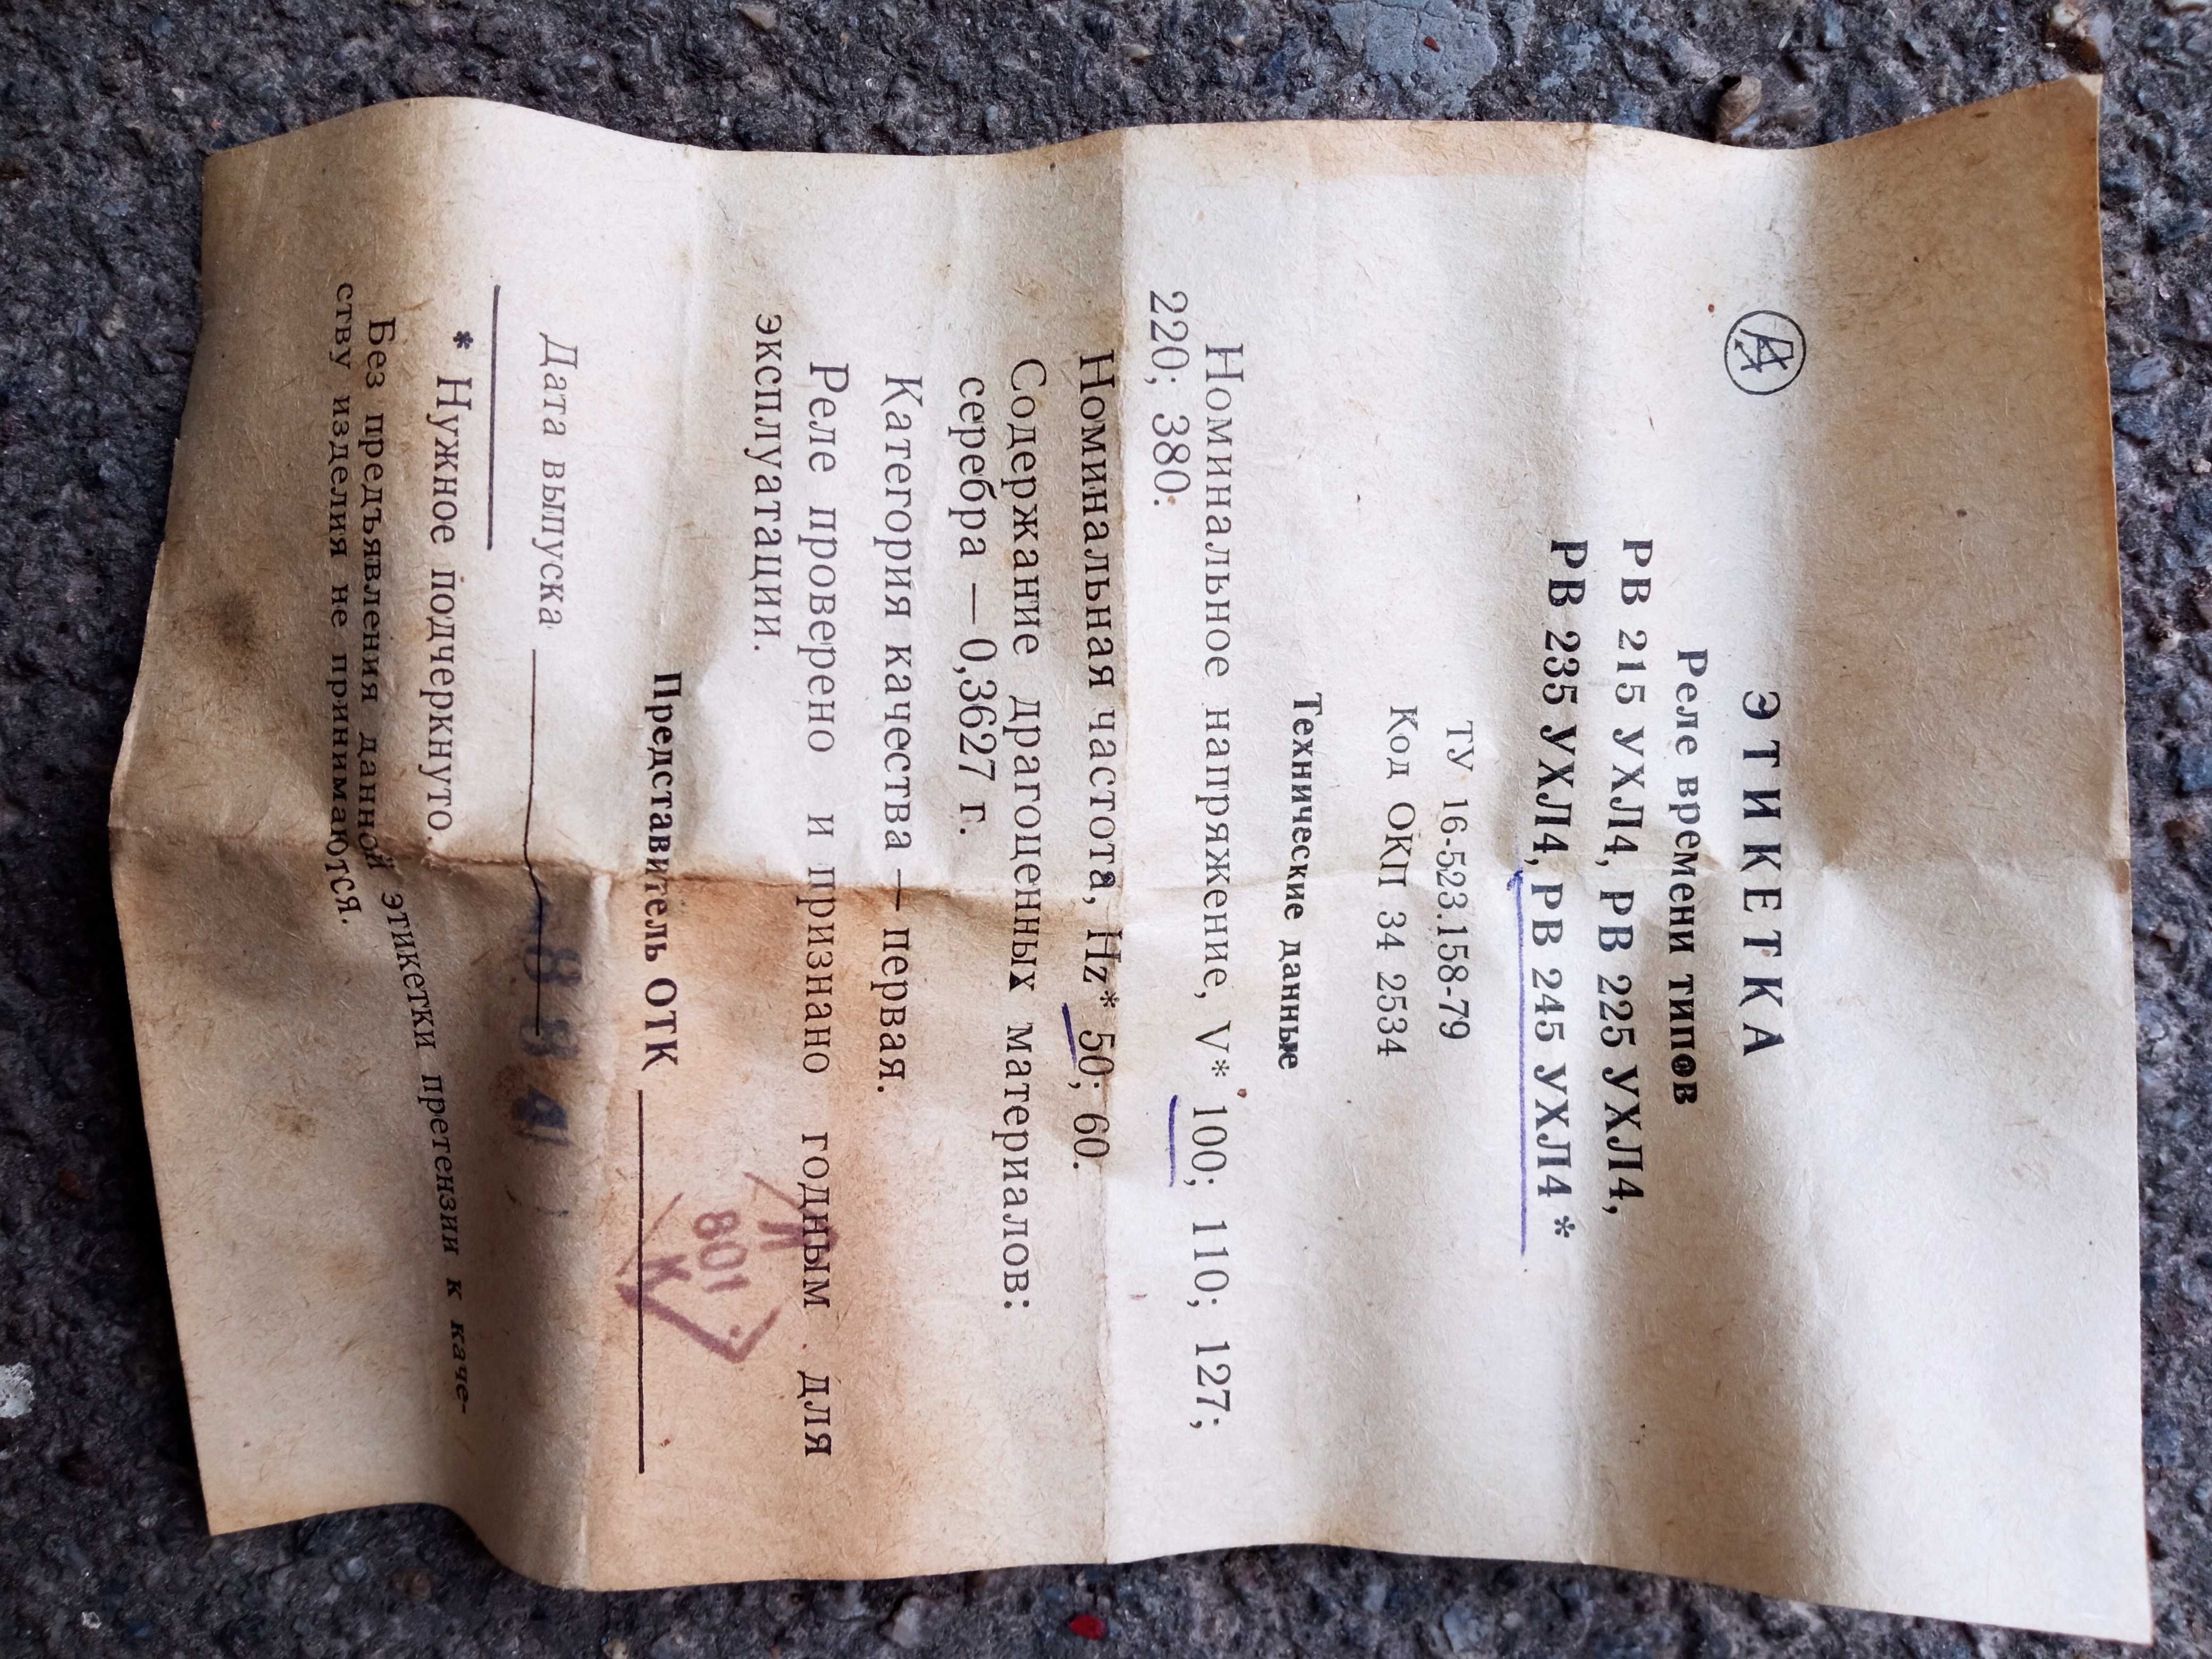 ЭТИКЕТКА
Реле времени типов
РВ 215 УХЛ4, РВ 225 УХЛ4,
РВ 235 УХЛ4, РВ 245 УХЛ4 *
ТУ 16-523.158-79
Код ОКП 34 2534
Технические данные
Номинальное напряжение, V* 100; 110; 127;
220; 380.
Номинальная частота, Hz* 50; 60.
Содержание драгоценных материалов:
серебра — 0,3627 г.
Категория качества — первая.
Реле проверено и признано годным для
эксплуатации.
Л
801
К
Представитель ОТК
Дата выпуска
* Нужное подчеркнуто.
Без предъявления данной этикетки претензии к каче-
ству изделия не принимаются.